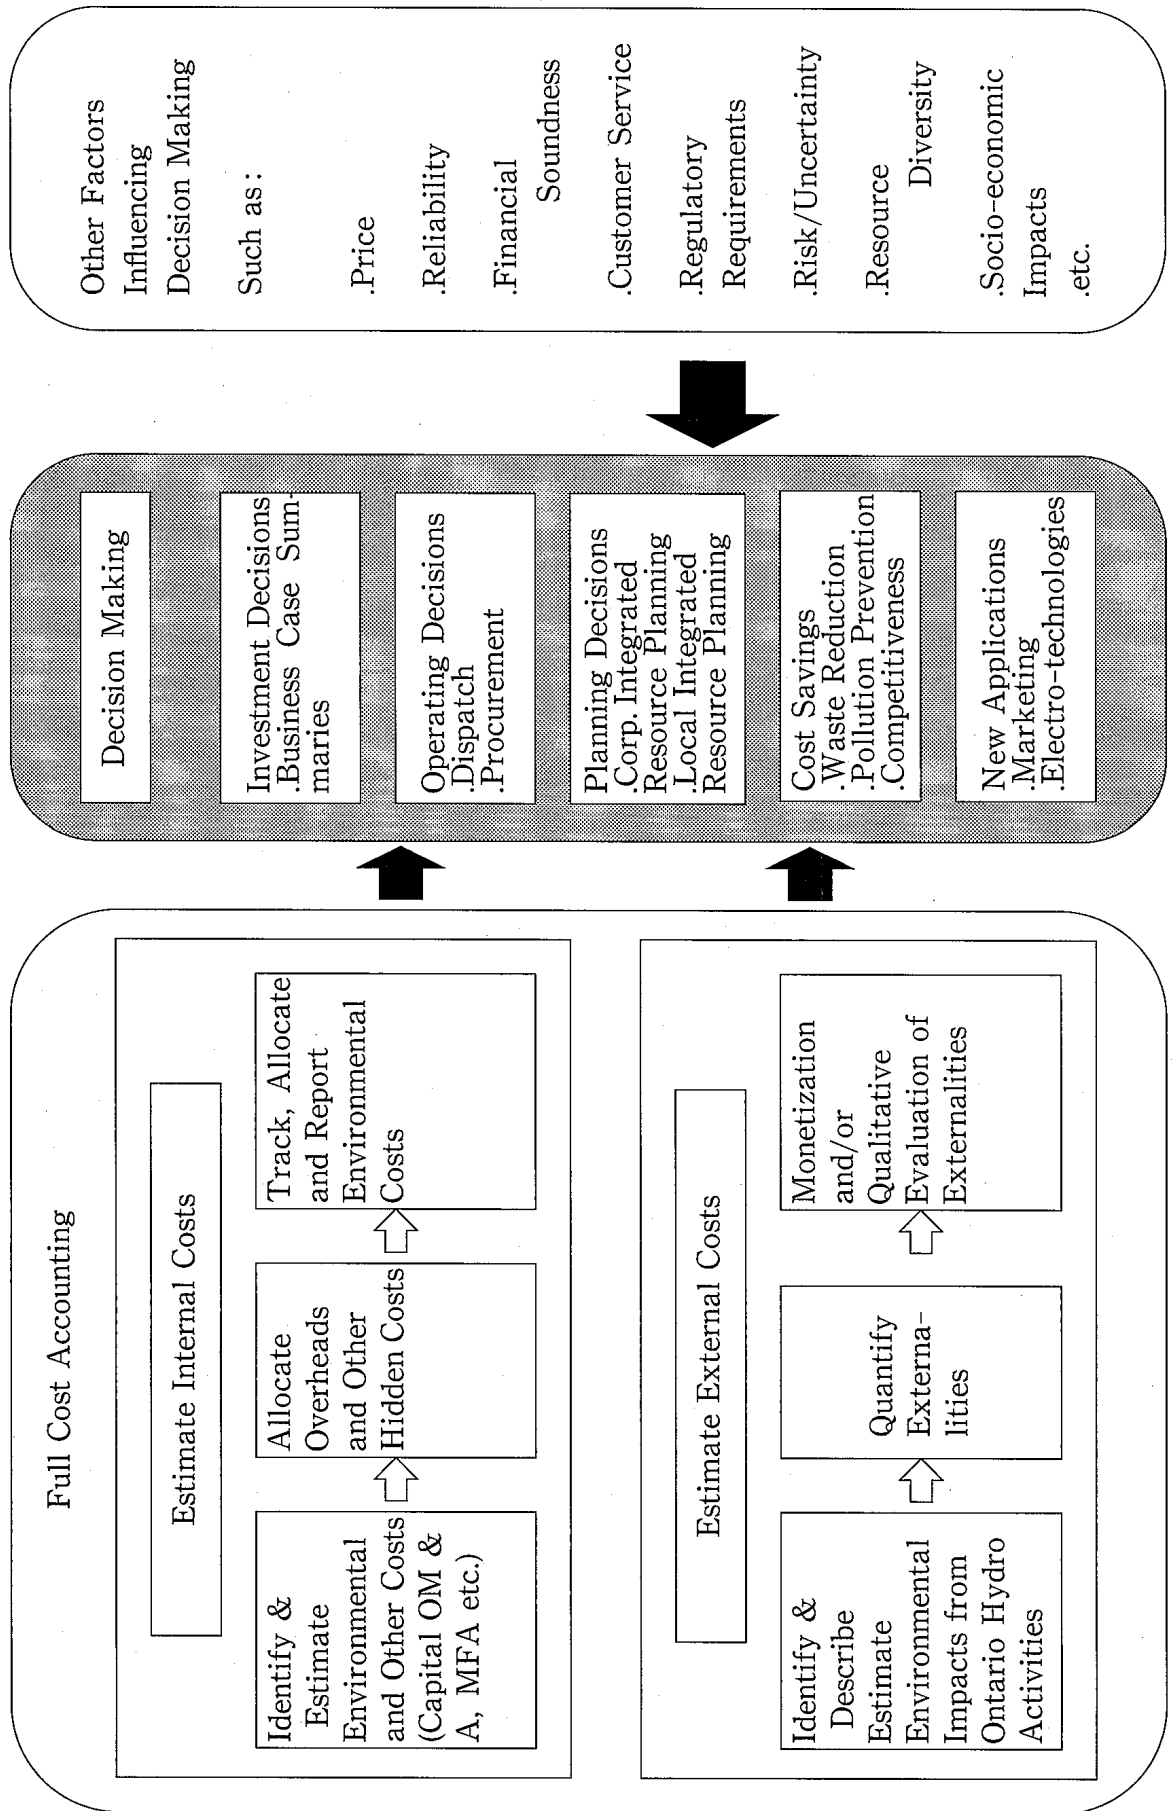 Full Cost Accounting
Estimate Internal Costs
Identify &
Estimate
Environmental
and Other Costs
(Capital OM &
A, MFA etc.)
Allocate
Overheads
and Other
Hidden Costs
Track, Allocate
and Report
Environmental
Costs
Estimate External Costs
Identify &
Describe
Estimate
Environmental
Impacts from
Ontario Hydro
Activities
Quantify
Externa-
lities
Monetization
and/or
Qualitative
Evaluation of
Externalities
Decision Making
Investment Decisions
.Business Case Sum-
maries
Operating Decisions
.Dispatch
.Procurement
Planning Decisions
.Corp. Integrated
Resource Planning
.Local Integrated
Resource Planning
Cost Savings
.Waste Reduction
.Pollution Prevention
.Competitiveness
New Applications
.Marketing
.Electro-technologies
Other Factors
Influencing
Decision Making
Such as:
.Price
.Reliability
.Financial
Soundness
.Customer Service
.Regulatory
Requirements
.Risk/Uncertainty
.Resource
Diversity
.Socio-economic
Impacts
.etc.